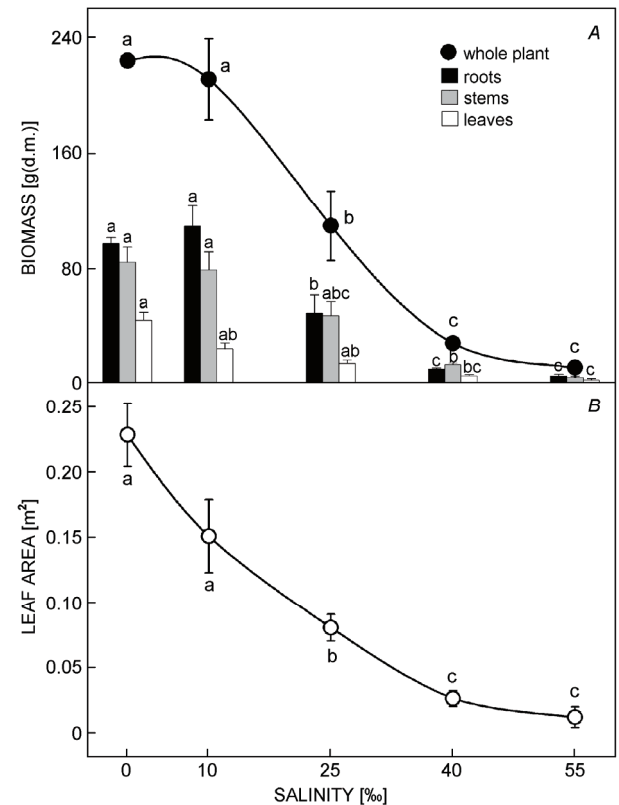 A
240
160
80
0
BIOMASS [g(d.m.)]
whole plant
roots
stems
leaves
a
a
b
c
c
a a a
a a ab
b abc ab
c b bc
c c c
B
0.25
0.20
0.15
0.10
0.05
0
LEAF AREA [m²]
a
a
b
c
c
0 10 25 40 55
SALINITY [‰]